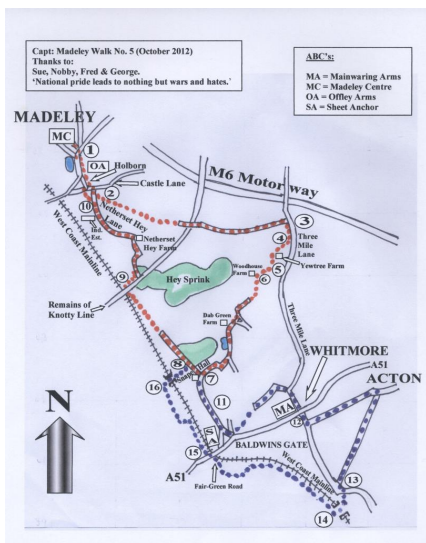 Capt: Madeley Walk No. 5 (October 2012)
Thanks to:
Sue, Nobby, Fred & George.
'National pride leads to nothing but wars and hates.'
ABC's:
MA = Mainwaring Arms
MC = Madeley Centre
OA = Offley Arms
SA = Sheet Anchor
MADELEY
MC
1
OA
Holborn
Castle Lane
2
M6 Motor way
10
Netherset Hey
Lane
Ind.
Est.
Netherset
Hey Farm
West Coast Mainline
3
4
Three
Mile
Lane
5
Yewtree Farm
Woodhouse
Farm
6
9
Hey Sprink
Remains of
Knotty Line
Dab Green
Farm
Three Mile Lane
8
Hall
7
16
WHITMORE
A51
ACTON
11
MA
12
N
SA
BALDWINS GATE
15
A51
Fair-Green Road
West Coast Mainline
13
14